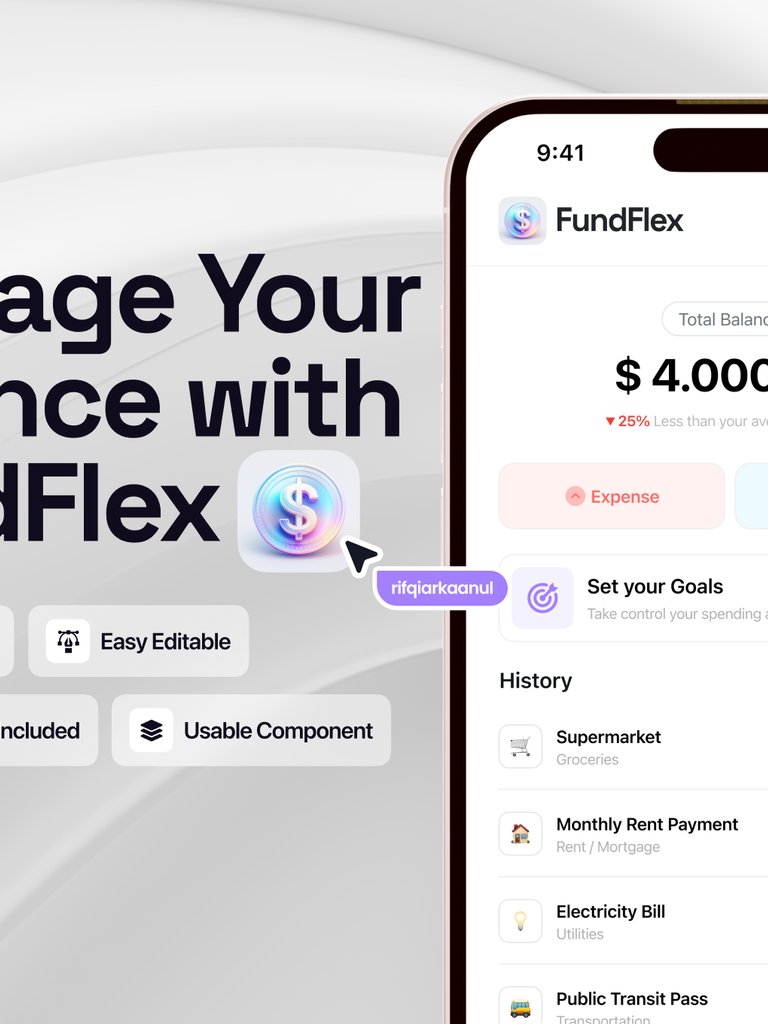 age Your
nce with
dFlex
rifqiarkaanul
Easy Editable
ncluded
Usable Component
9:41
FundFlex
Total Balanc
$ 4.000
▼ 25% Less than your av
Expense
Set your Goals
Take control your spending a
History
Supermarket
Groceries
Monthly Rent Payment
Rent / Mortgage
Electricity Bill
Utilities
Public Transit Pass
Transportation